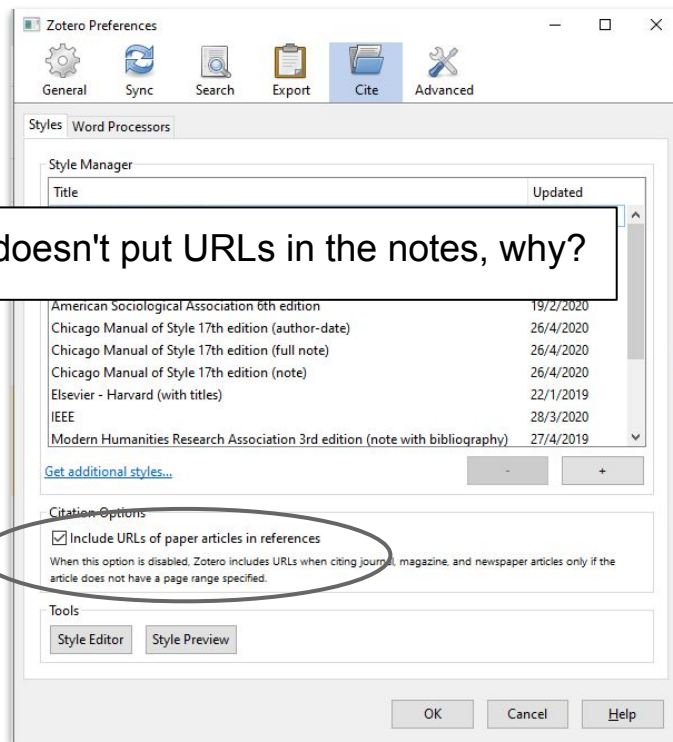 Zotero Preferences
General Sync Search Export Cite Advanced
Styles Word Processors
Style Manager
Title Updated
doesn't put URLs in the notes, why?
American Sociological Association 6th edition 19/2/2020
Chicago Manual of Style 17th edition (author-date) 26/4/2020
Chicago Manual of Style 17th edition (full note) 26/4/2020
Chicago Manual of Style 17th edition (note) 26/4/2020
Elsevier - Harvard (with titles) 22/1/2019
IEEE 28/3/2020
Modern Humanities Research Association 3rd edition (note with bibliography) 27/4/2019
Get additional styles...
- +
Citation Options
Include URLs of paper articles in references
When this option is disabled, Zotero includes URLs when citing journal, magazine, and newspaper articles only if the
article does not have a page range specified.
Tools
Style Editor Style Preview
OK Cancel Help